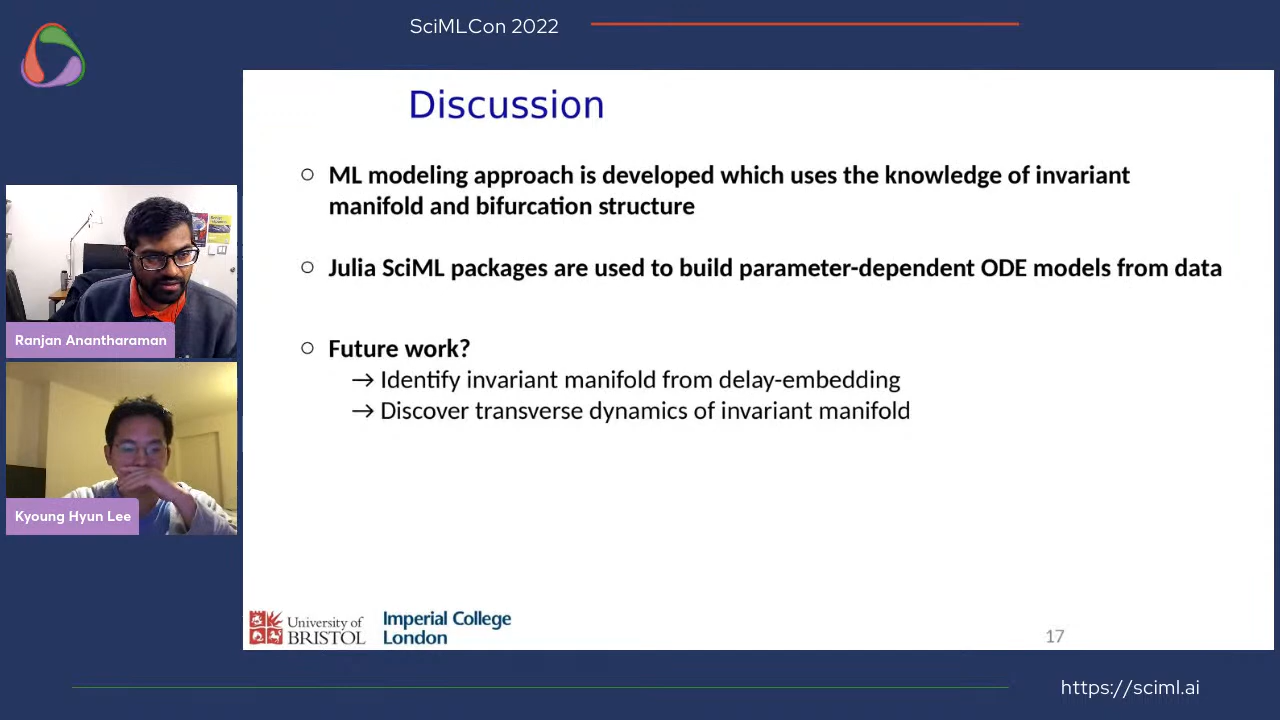 SciMLCon 2022
Discussion
○ ML modeling approach is developed which uses the knowledge of invariant
manifold and bifurcation structure
○ Julia SciML packages are used to build parameter-dependent ODE models from data
○ Future work?
→ Identify invariant manifold from delay-embedding
→ Discover transverse dynamics of invariant manifold
Ranjan Anantharaman
Kyoung Hyun Lee
University of
BRISTOL
Imperial College
London
17
https://sciml.ai